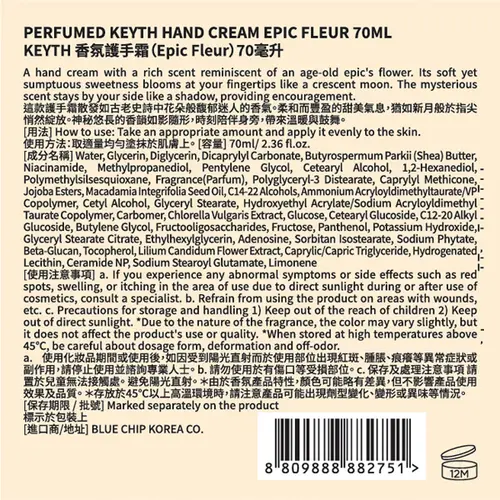 PERFUMED KEYTH HAND CREAM EPIC FLEUR 70ML
KEYTH 香氛護手霜（Epic Fleur）70毫升
A hand cream with a rich scent reminiscent of an age-old epic's flower. Its soft yet
sumptuous sweetness blooms at your fingertips like a crescent moon. The mysterious
scent stays by your side like a shadow, providing encouragement.
這款護手霜散發如古老史詩中花朵般馥郁迷人的香氣。柔和而豐盈的甜美氣息，猶如新月般於指尖
悄然綻放。神秘悠長的香韻如影隨形，時刻陪伴身旁，帶來溫暖與鼓舞。
[用法] How to use: Take an appropriate amount and apply it evenly to the skin.
使用方法：取適量均勻塗抹於肌膚上。[容量] 70ml/ 2.36 fl.oz.
[成分名稱] Water, Glycerin, Diglycerin, Dicaprylyl Carbonate, Butyrospermum Parkii (Shea) Butter,
Niacinamide, Methylpropanediol, Pentylene Glycol, Cetearyl Alcohol, 1,2-Hexanediol,
Polymethylsilsesquioxane, Fragrance(Parfum), Polyglyceryl-3 Distearate, Caprylyl Methicone,
Jojoba Esters, Macadamia Integrifolia Seed Oil, C14-22 Alcohols, Ammonium Acryloyldimethyltaurate/VP
Copolymer, Cetyl Alcohol, Glyceryl Stearate, Hydroxyethyl Acrylate/Sodium Acryloyldimethyl
Taurate Copolymer, Carbomer, Chlorella Vulgaris Extract, Glucose, Cetearyl Glucoside, C12-20 Alkyl
Glucoside, Butylene Glycol, Fructooligosaccharides, Fructose, Panthenol, Potassium Hydroxide,
Glyceryl Stearate Citrate, Ethylhexylglycerin, Adenosine, Sorbitan Isostearate, Sodium Phytate,
Beta-Glucan, Tocopherol, Lilium Candidum Flower Extract, Caprylic/Capric Triglyceride, Hydrogenated
Lecithin, Ceramide NP, Sodium Stearoyl Glutamate, Limonene
[使用注意事項] a. If you experience any abnormal symptoms or side effects such as red
spots, swelling, or itching in the area of use due to direct sunlight during or after use of
cosmetics, consult a specialist. b. Refrain from using the product on areas with wounds,
etc. c. Precautions for storage and handling 1) Keep out of the reach of children 2) Keep
out of direct sunlight. *Due to the nature of the fragrance, the color may vary slightly, but
it does not affect the product's use or quality. *When stored at high temperatures above
45°C, be careful about dosage form, deformation and off-odor.
a. 使用化妝品期間或使用後，如因受到陽光直射而於使用部位出現紅斑、腫脹、痕癢等異常症狀或
副作用，請停止使用並諮詢專業人士。b. 請勿使用於有傷口等受損部位。c. 保存及處理注意事項 請放
置於兒童無法接觸處。避免陽光直射。*由於香氛產品特性，顏色可能略有差異，但不影響產品使用
效果及品質。*存放於45°C以上高溫環境時，請注意產品可能出現劑型變化、變形或異味等情況。
[保存期限 / 批號] Marked separately on the product
標示於包裝上
[進口商/地址] BLUE CHIP KOREA CO.
8 809888 882751 >
12M